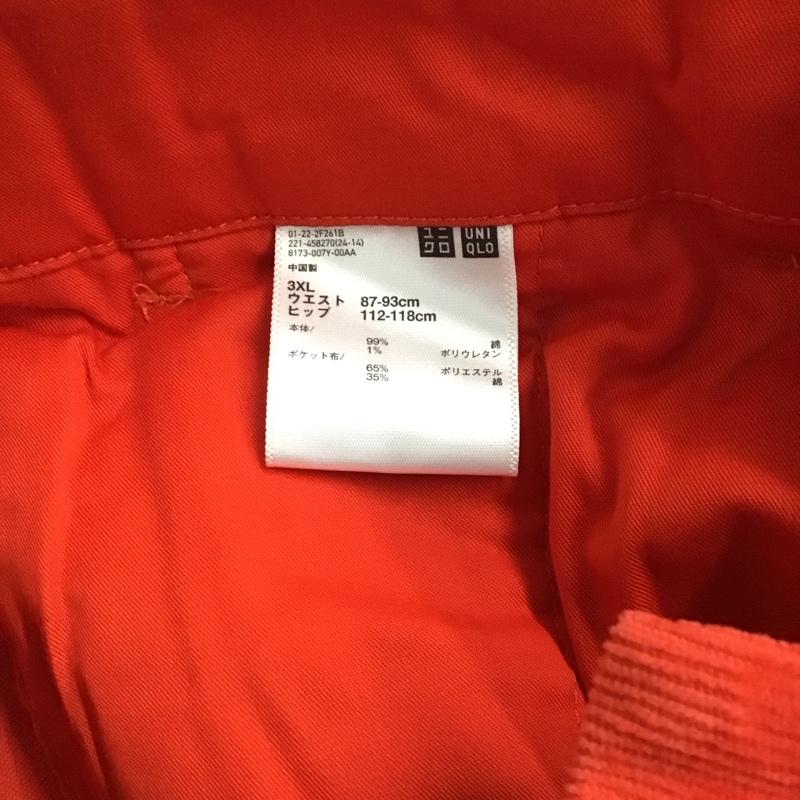 01-22-2F261B
221-458270(24-14)
8173-007Y-00AA
ユニクロ
UNIQLO
中国製
3XL
ウエスト 87-93cm
ヒップ 112-118cm
本体/
99% 綿
1% ポリウレタン
ポケット布/
65% ポリエステル
35% 綿